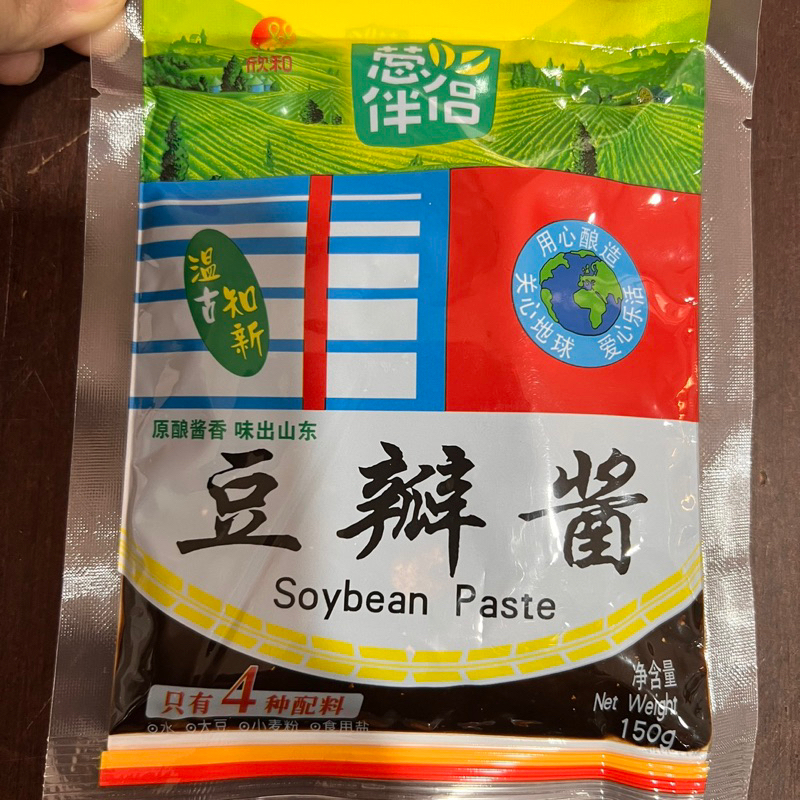 欣和
葱伴侣
温古知新
用心酿造
关心地球
爱心乐活
原酿酱香 味出山东
豆瓣酱
Soybean Paste
只有4种配料
水 大豆 小麦粉 食用盐
净含量
Net Weight
150g